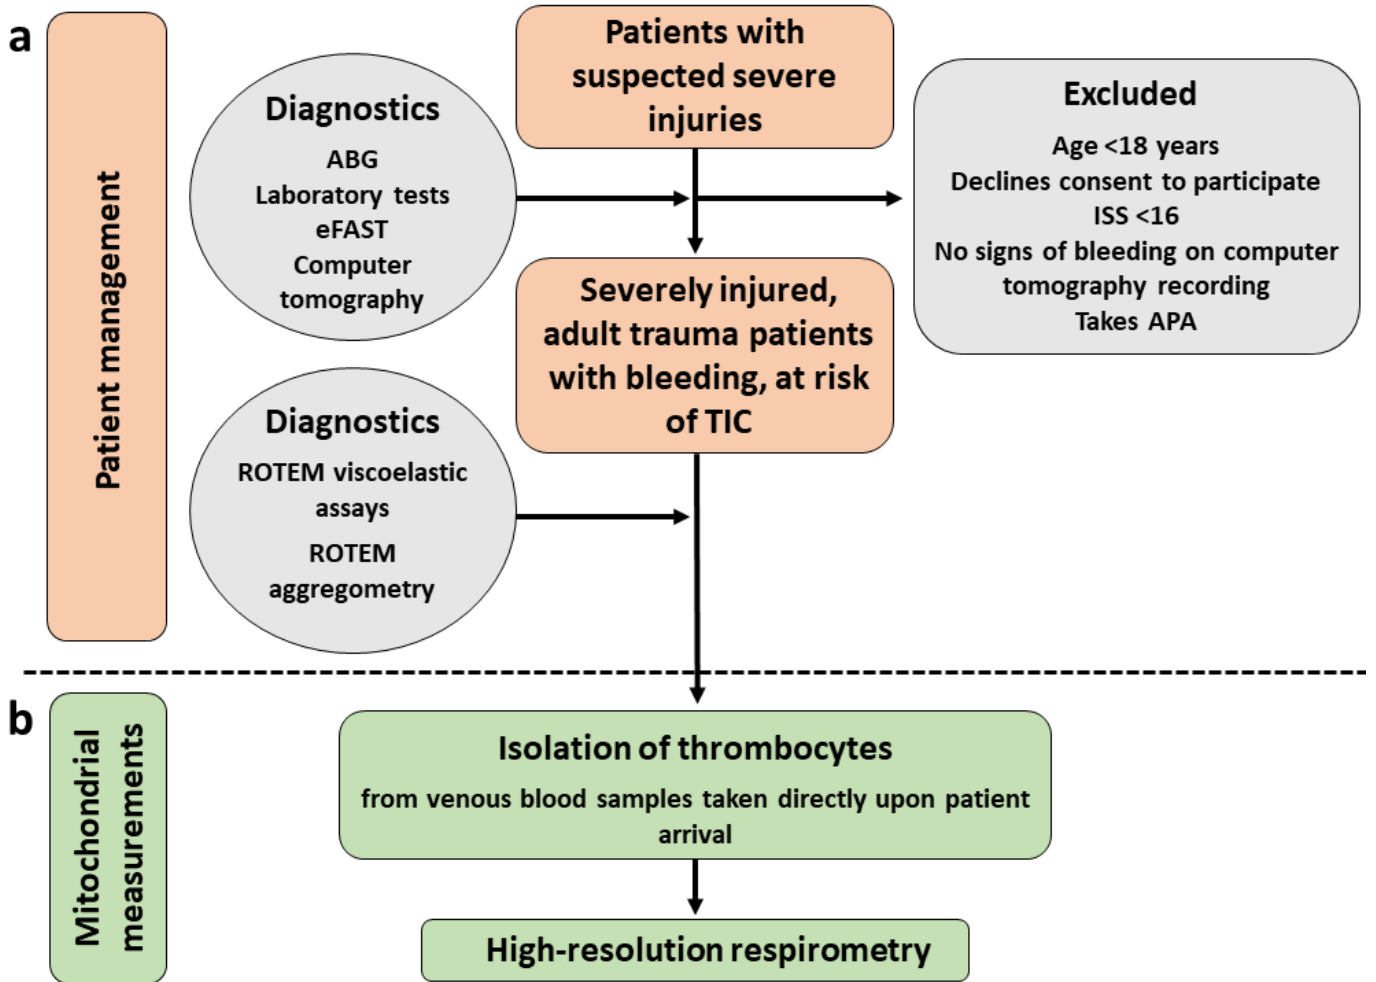 a
Patient management
Patients with
suspected severe
injuries
Diagnostics
ABG
Laboratory tests
eFAST
Computer
tomography
Excluded
Age <18 years
Declines consent to participate
ISS <16
No signs of bleeding on computer
tomography recording
Takes APA
Severely injured,
adult trauma patients
with bleeding, at risk
of TIC
Diagnostics
ROTEM viscoelastic
assays
ROTEM
aggregometry
b
Mitochondrial
measurements
Isolation of thrombocytes
from venous blood samples taken directly upon patient
arrival
High-resolution respirometry